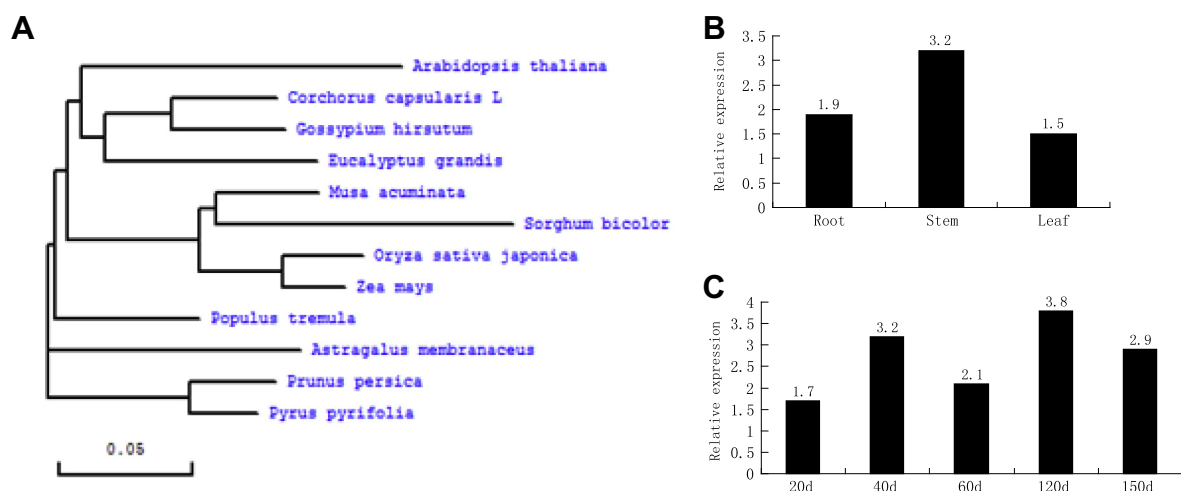 A
Arabidopsis thaliana
Corchorus capsularis L
Gossypium hirsutum
Eucalyptus grandis
Musa acuminata
Sorghum bicolor
Oryza sativa japonica
Zea mays
Populus tremula
Astragalus membranaceus
Prunus persica
Pyrus pyrifolia
0.05
B
Relative expression
3.5
3
2.5
2
1.5
1
0.5
0
1.9
3.2
1.5
Root
Stem
Leaf
C
Relative expression
4
3.5
3
2.5
2
1.5
1
0.5
0
1.7
3.2
2.1
3.8
2.9
20d
40d
60d
120d
150d